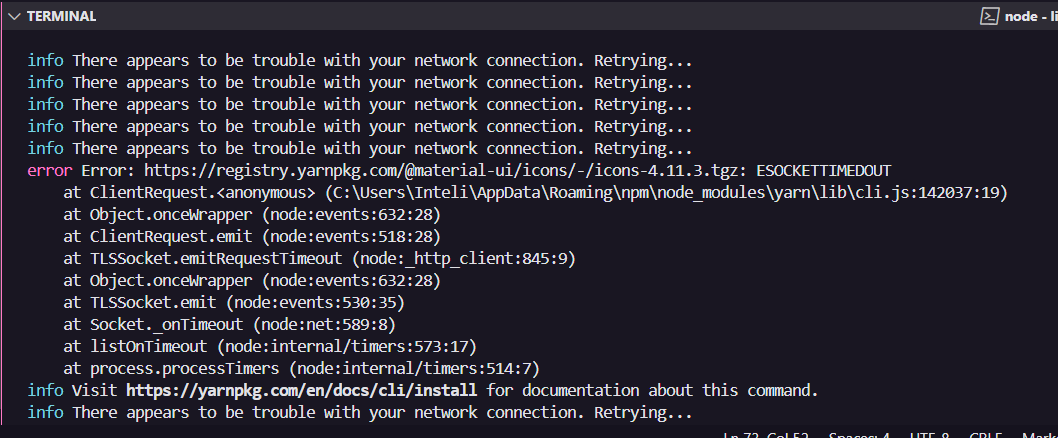 TERMINAL
node - li
info There appears to be trouble with your network connection. Retrying...
info There appears to be trouble with your network connection. Retrying...
info There appears to be trouble with your network connection. Retrying...
info There appears to be trouble with your network connection. Retrying...
info There appears to be trouble with your network connection. Retrying...
error Error: https://registry.yarnpkg.com/@material-ui/icons/-/icons-4.11.3.tgz: ESOCKETTIMEDOUT
at ClientRequest.<anonymous> (C:\Users\Inteli\AppData\Roaming\npm\node_modules\yarn\lib\cli.js:142037:19)
at Object.onceWrapper (node:events:632:28)
at ClientRequest.emit (node:events:518:28)
at TLSSocket.emitRequestTimeout (node:_http_client:845:9)
at Object.onceWrapper (node:events:632:28)
at TLSSocket.emit (node:events:530:35)
at Socket._onTimeout (node:net:589:8)
at listOnTimeout (node:internal/timers:573:17)
at process.processTimers (node:internal/timers:514:7)
info Visit https://yarnpkg.com/en/docs/cli/install for documentation about this command.
info There appears to be trouble with your network connection. Retrying...
Ln 73, Col 52 Spaces: 4 UTF-8 CRLF Mark